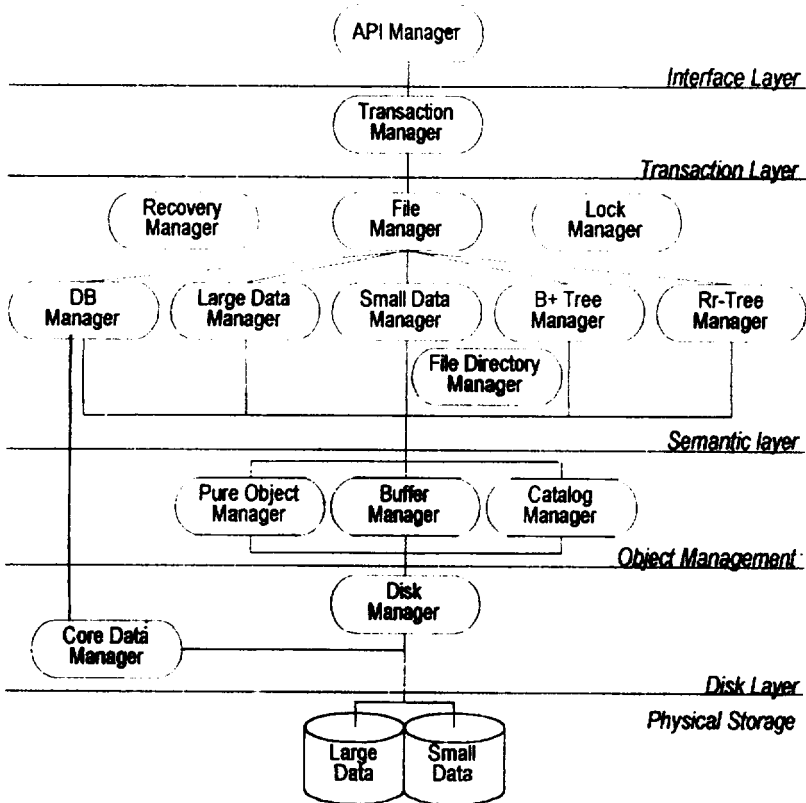 API Manager
Interface Layer
Transaction
Manager
Transaction Layer
Recovery
Manager
File
Manager
Lock
Manager
DB
Manager
Large Data
Manager
Small Data
Manager
B+ Tree
Manager
Rr-Tree
Manager
File Directory
Manager
Semantic layer
Pure Object
Manager
Buffer
Manager
Catalog
Manager
Object Management
Disk
Manager
Core Data
Manager
Disk Layer
Physical Storage
Large
Data
Small
Data